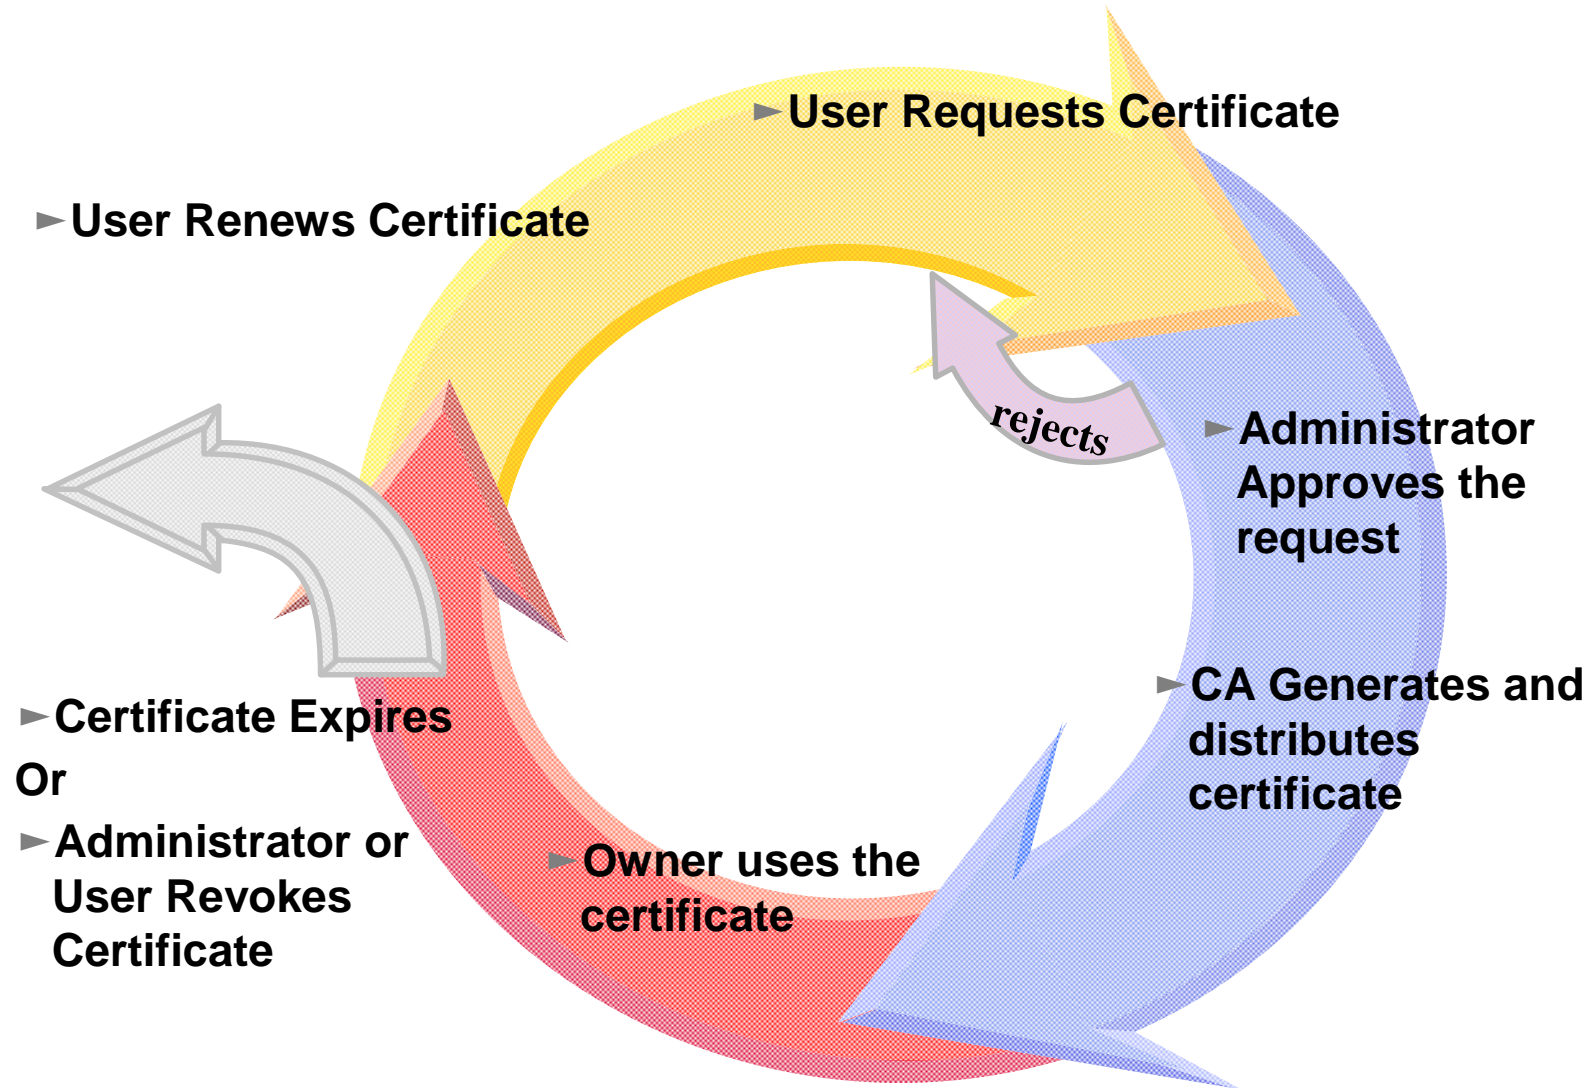 ►User Requests Certificate
►User Renews Certificate
rejects
►Administrator
Approves the
request
►CA Generates and
distributes
certificate
►Owner uses the
certificate
►Certificate Expires
Or
►Administrator or
User Revokes
Certificate